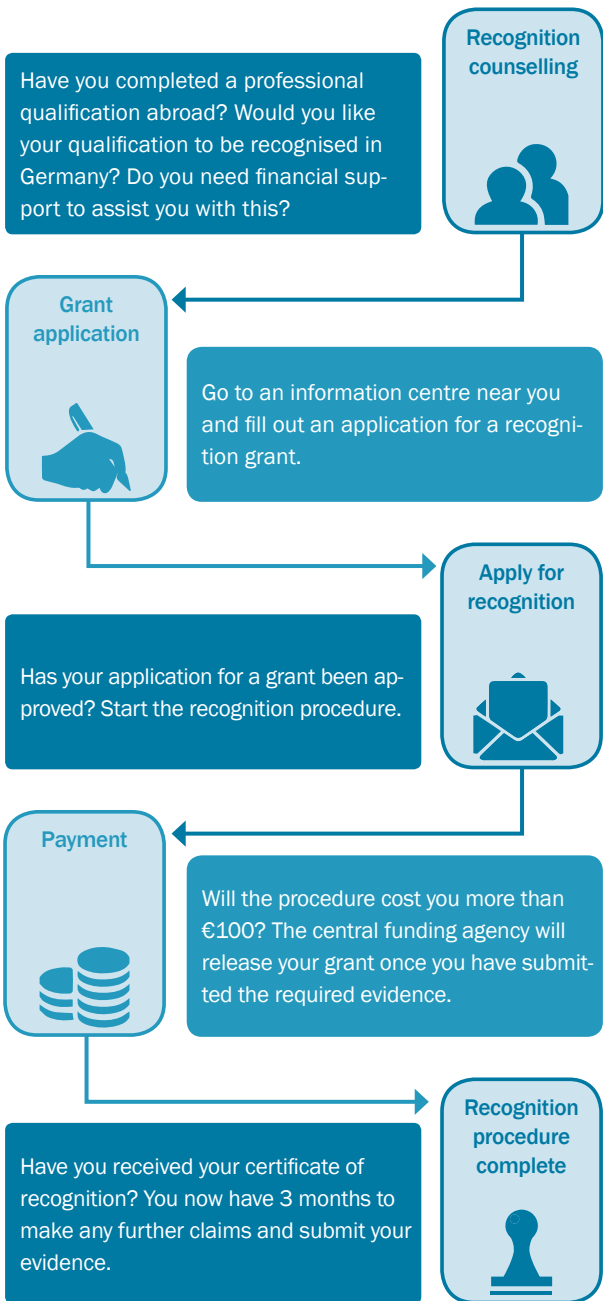 Recognition
counselling
Have you completed a professional
qualification abroad? Would you like
your qualification to be recognised in
Germany? Do you need financial sup-
port to assist you with this?
Grant
application
Go to an information centre near you
and fill out an application for a recogni-
tion grant.
Apply for
recognition
Has your application for a grant been ap-
proved? Start the recognition procedure.
Payment
Will the procedure cost you more than
€100? The central funding agency will
release your grant once you have submit-
ted the required evidence.
Recognition
procedure
complete
Have you received your certificate of
recognition? You now have 3 months to
make any further claims and submit your
evidence.